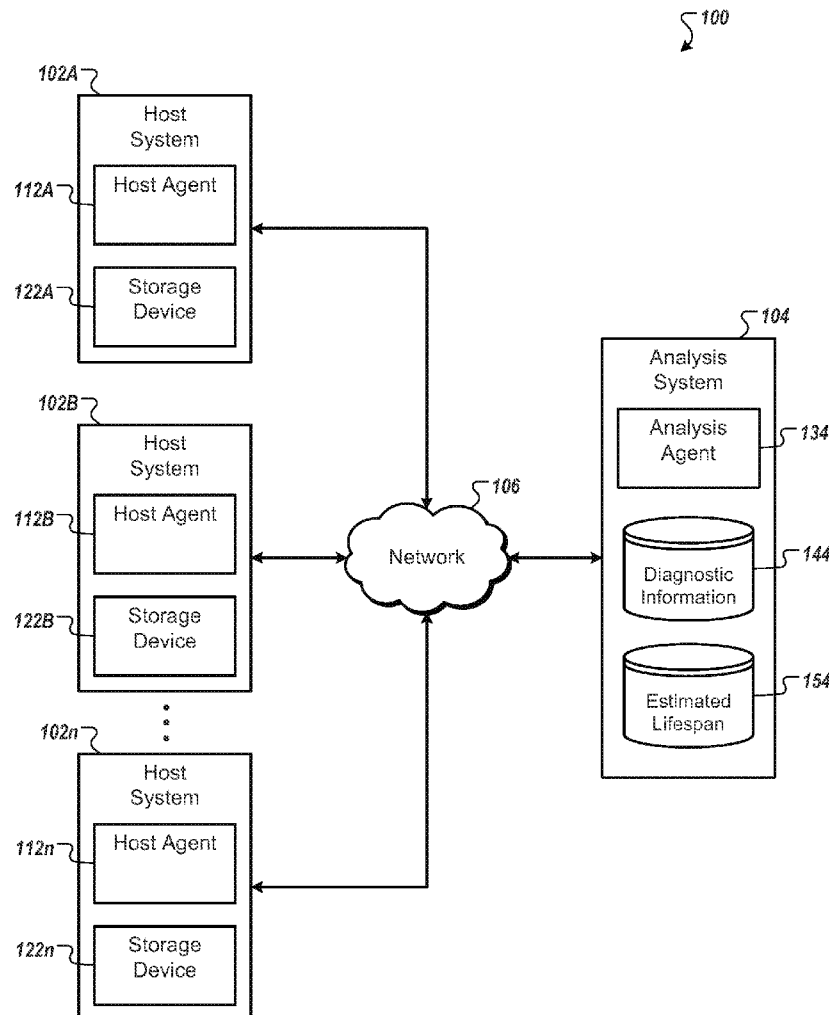 100
102A
Host
System
112A
Host Agent
122A
Storage
Device
102B
Host
System
112B
Host Agent
122B
Storage
Device
102n
Host
System
112n
Host Agent
122n
Storage
Device
106
Network
104
Analysis
System
Analysis
Agent
134
144
Diagnostic
Information
154
Estimated
Lifespan